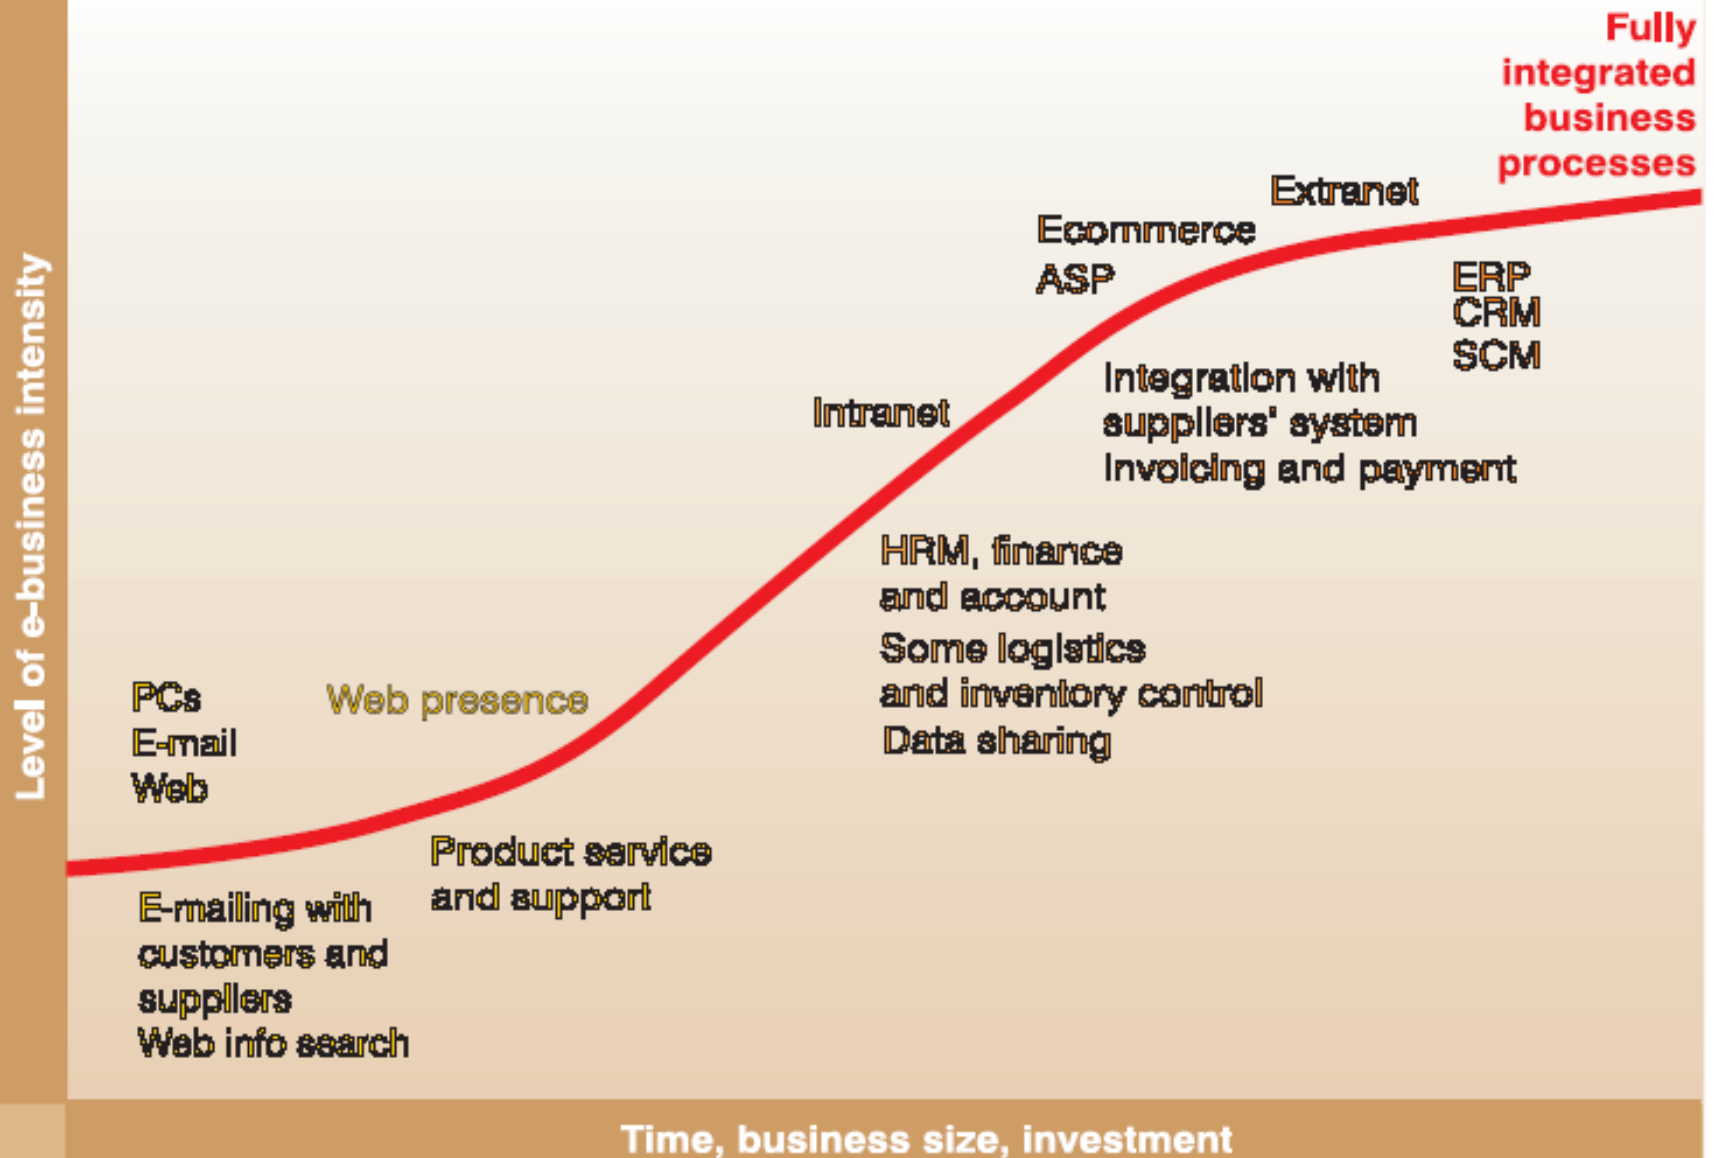 Fully
integrated
business
processes
Extranet
Ecommerce
ASP
ERP
CRM
SCM
Integration with
suppliers' system
Invoicing and payment
Intranet
HRM, finance
and account
Some logistics
and inventory control
Data sharing
PCs
E-mail
Web
Web presence
Product service
and support
E-mailing with
customers and
suppliers
Web info search
Level of e-business intensity
Time, business size, investment